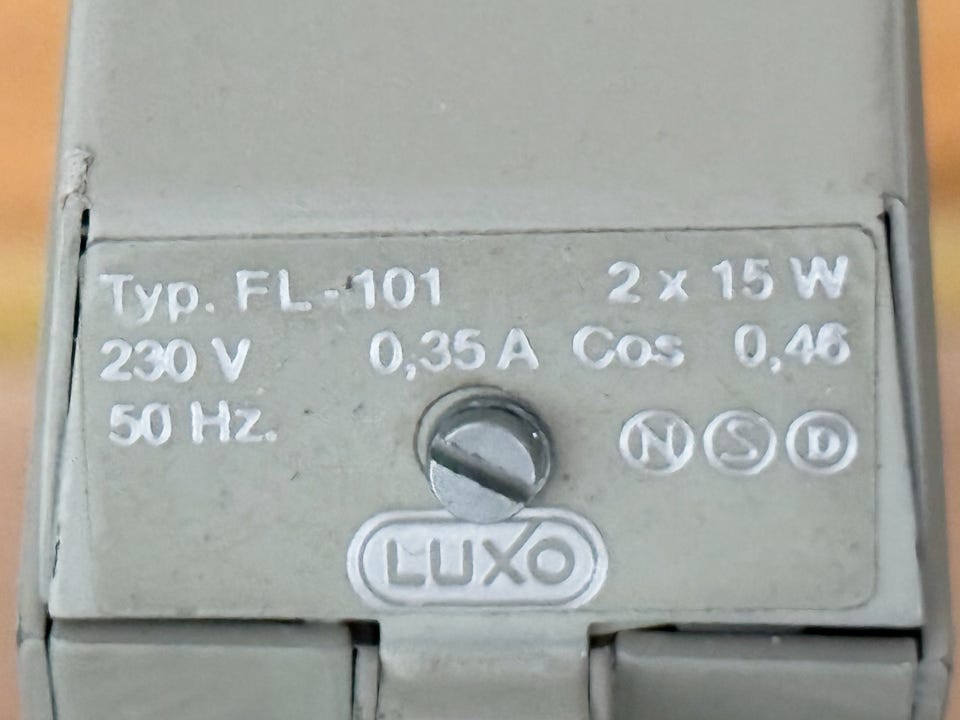 Typ. FL-101 2 x 15 W
230 V 0,35 A Cos 0,46
50 Hz. N S D
LUXO